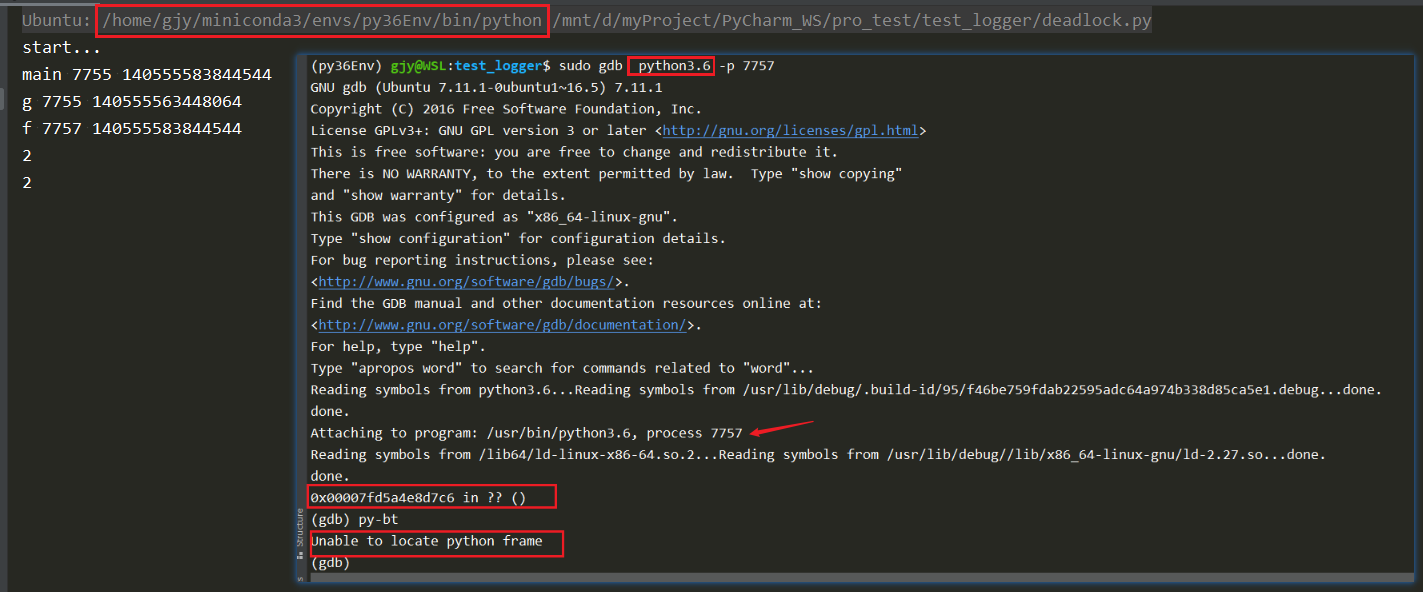 Ubuntu: /home/gjy/miniconda3/envs/py36Env/bin/python /mnt/d/myProject/PyCharm_WS/pro_test/test_logger/deadlock.py
start...
main 7755 140555583844544
g 7755 140555563448064
f 7757 140555583844544
2
2
(py36Env) gjy@WSL:test_logger$ sudo gdb python3.6 -p 7757
GNU gdb (Ubuntu 7.11.1-0ubuntu1~16.5) 7.11.1
Copyright (C) 2016 Free Software Foundation, Inc.
License GPLv3+: GNU GPL version 3 or later <http://gnu.org/licenses/gpl.html>
This is free software: you are free to change and redistribute it.
There is NO WARRANTY, to the extent permitted by law.  Type "show copying"
and "show warranty" for details.
This GDB was configured as "x86_64-linux-gnu".
Type "show configuration" for configuration details.
For bug reporting instructions, please see:
<http://www.gnu.org/software/gdb/bugs/>.
Find the GDB manual and other documentation resources online at:
<http://www.gnu.org/software/gdb/documentation/>.
For help, type "help".
Type "apropos word" to search for commands related to "word"...
Reading symbols from python3.6...Reading symbols from /usr/lib/debug/.build-id/95/f46be759fdab22595adc64a974b338d85ca5e1.debug...done.
done.
Attaching to program: /usr/bin/python3.6, process 7757
Reading symbols from /lib64/ld-linux-x86-64.so.2...Reading symbols from /usr/lib/debug//lib/x86_64-linux-gnu/ld-2.27.so...done.
done.
0x00007fd5a4e8d7c6 in ?? ()
(gdb) py-bt
Unable to locate python frame
(gdb)
Structure